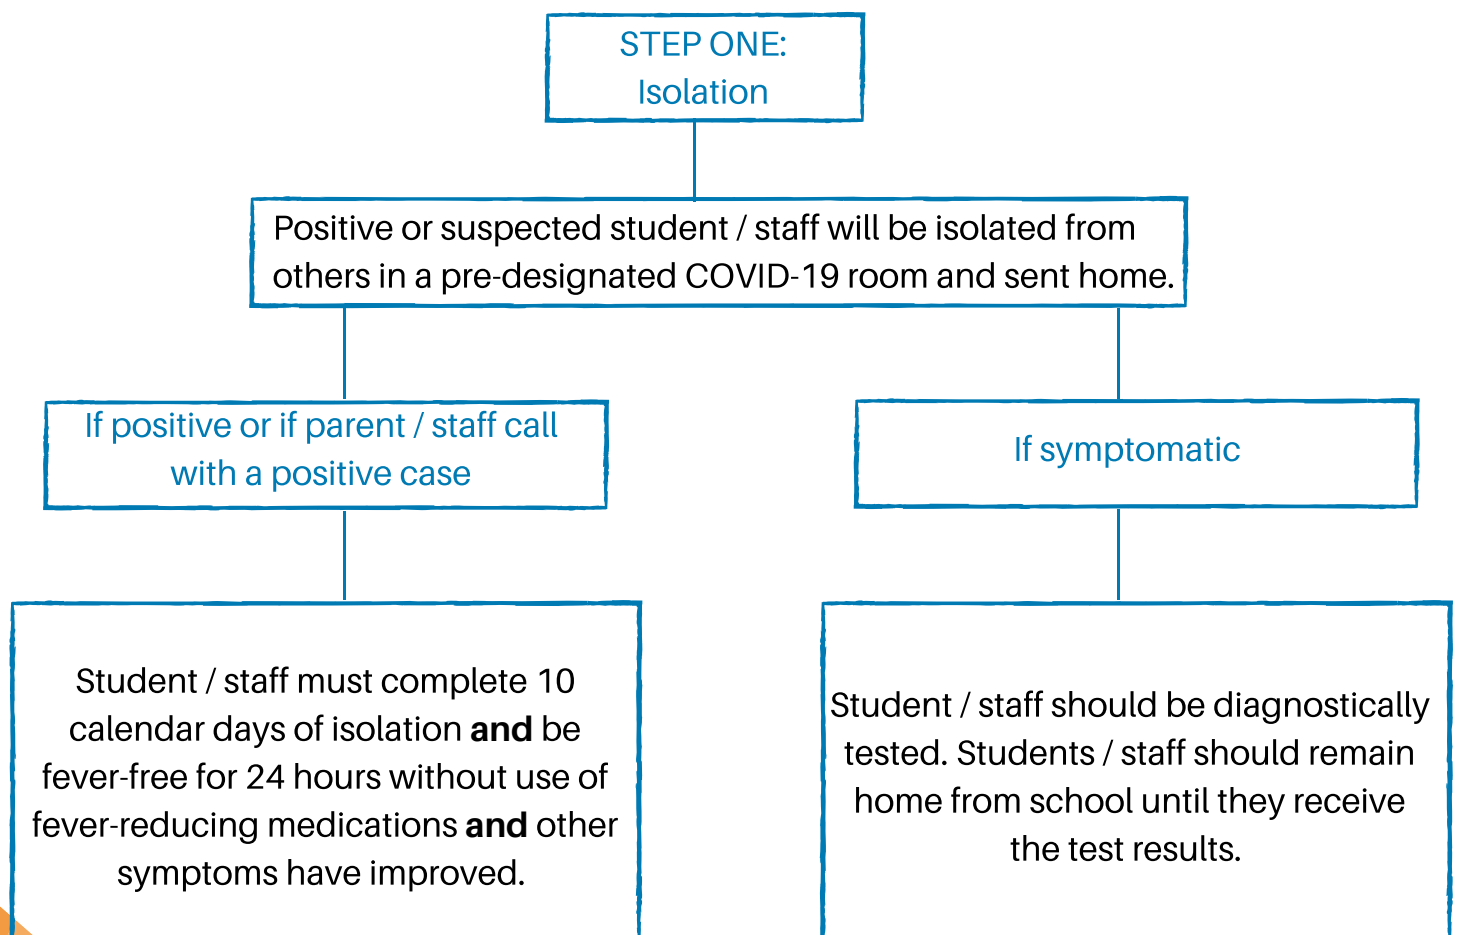 STEP ONE:
Isolation
Positive or suspected student / staff will be isolated from
others in a pre-designated COVID-19 room and sent home.
If positive or if parent / staff call
with a positive case
Student / staff must complete 10
calendar days of isolation and be
fever-free for 24 hours without use of
fever-reducing medications and other
symptoms have improved.
If symptomatic
Student / staff should be diagnostically
tested. Students / staff should remain
home from school until they receive
the test results.